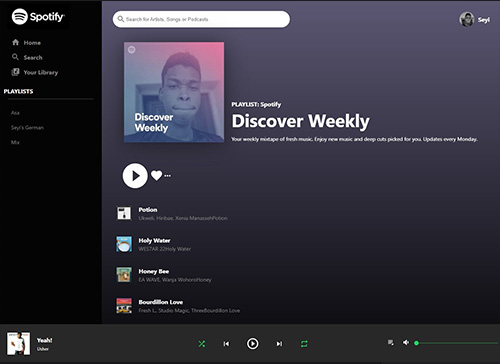 Spotify
Search for Artists, Songs or Podcasts
Seyi
Home
Search
Your Library
PLAYLISTS
Asa
Seyi's German
Mix
Discover
Weekly
PLAYLIST: Spotify
Discover Weekly
Your weekly mixtape of fresh music. Enjoy new music and deep cuts picked for you. Updates every Monday.
Potion
Ukweli, Hinbae, Xenia ManassehPotion
Holy Water
WESTAR 22Holy Water
Honey Bee
EA WAVE, Wanja WohoroHoney
Bourdillon Love
Fresh L, Studio Magic, ThreeBourdillon Love
Yeah!
Usher